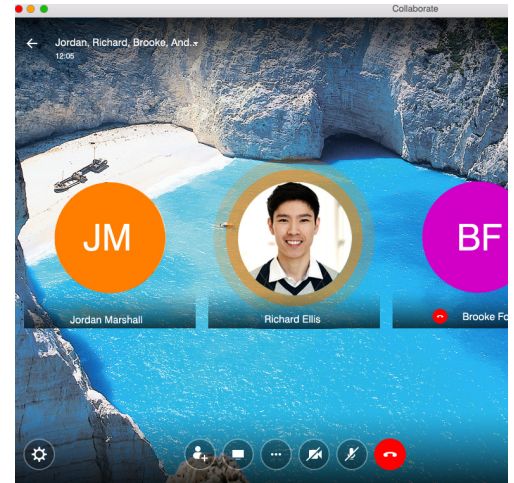 Collaborate
Jordan, Richard, Brooke, And...
12:05
JM
BF
Jordan Marshall
Richard Ellis
Brooke Fo